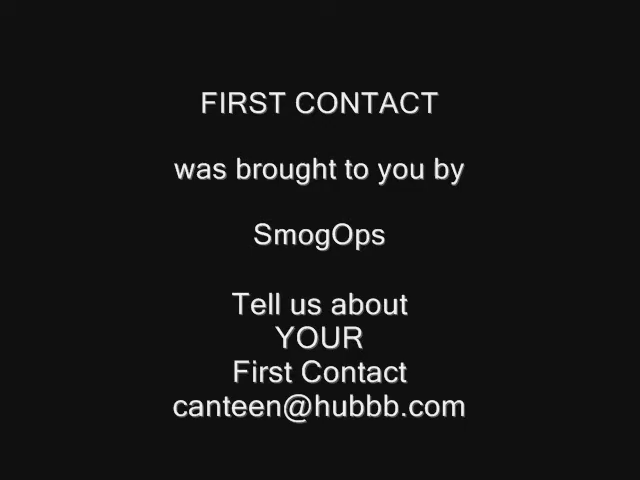 FIRST CONTACT
was brought to you by
SmogOps
Tell us about
YOUR
First Contact
canteen@hubbb.com